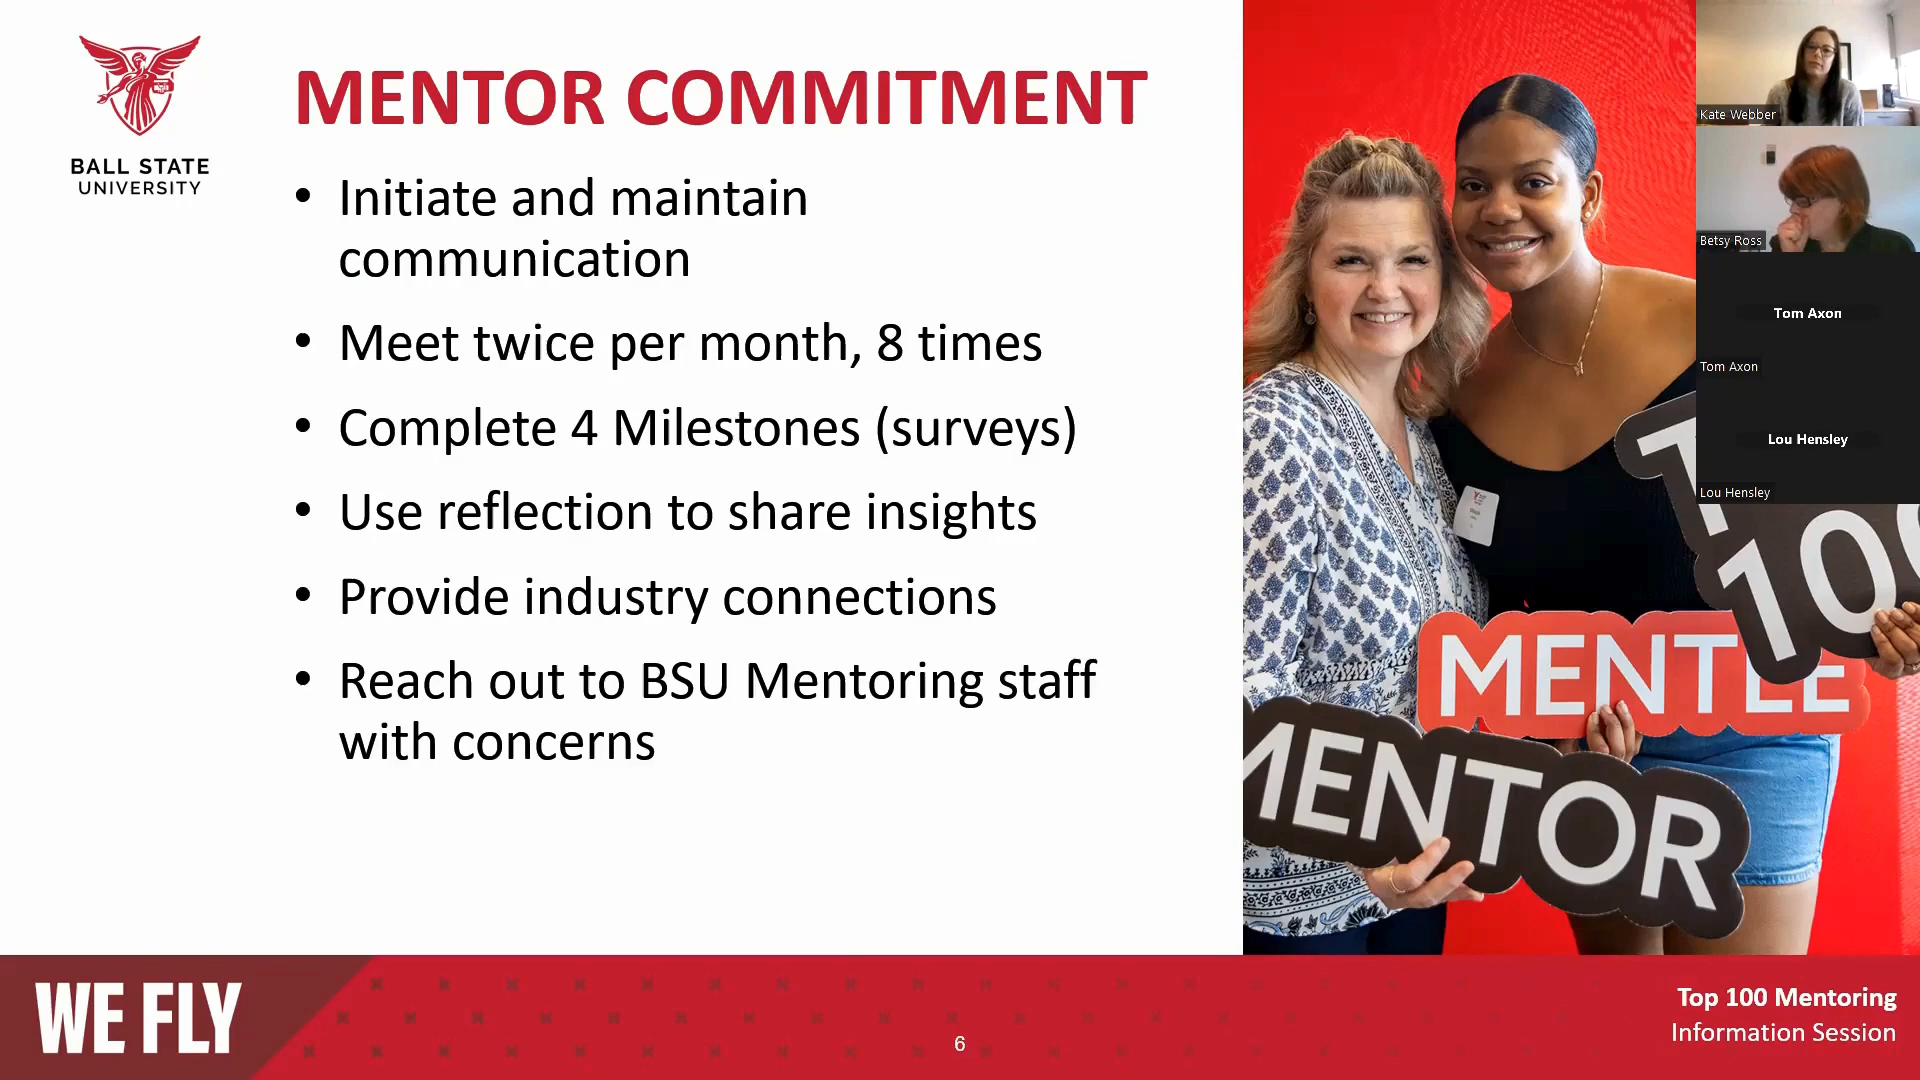 BALL STATE
UNIVERSITY
MENTOR COMMITMENT
• Initiate and maintain
communication
• Meet twice per month, 8 times
• Complete 4 Milestones (surveys)
• Use reflection to share insights
• Provide industry connections
• Reach out to BSU Mentoring staff
with concerns
Kate Webber
Betsy Ross
Tom Axon
Tom Axon
Lou Hensley
Lou Hensley
T
100
MENTEE
MENTOR
WE FLY
6
Top 100 Mentoring
Information Session